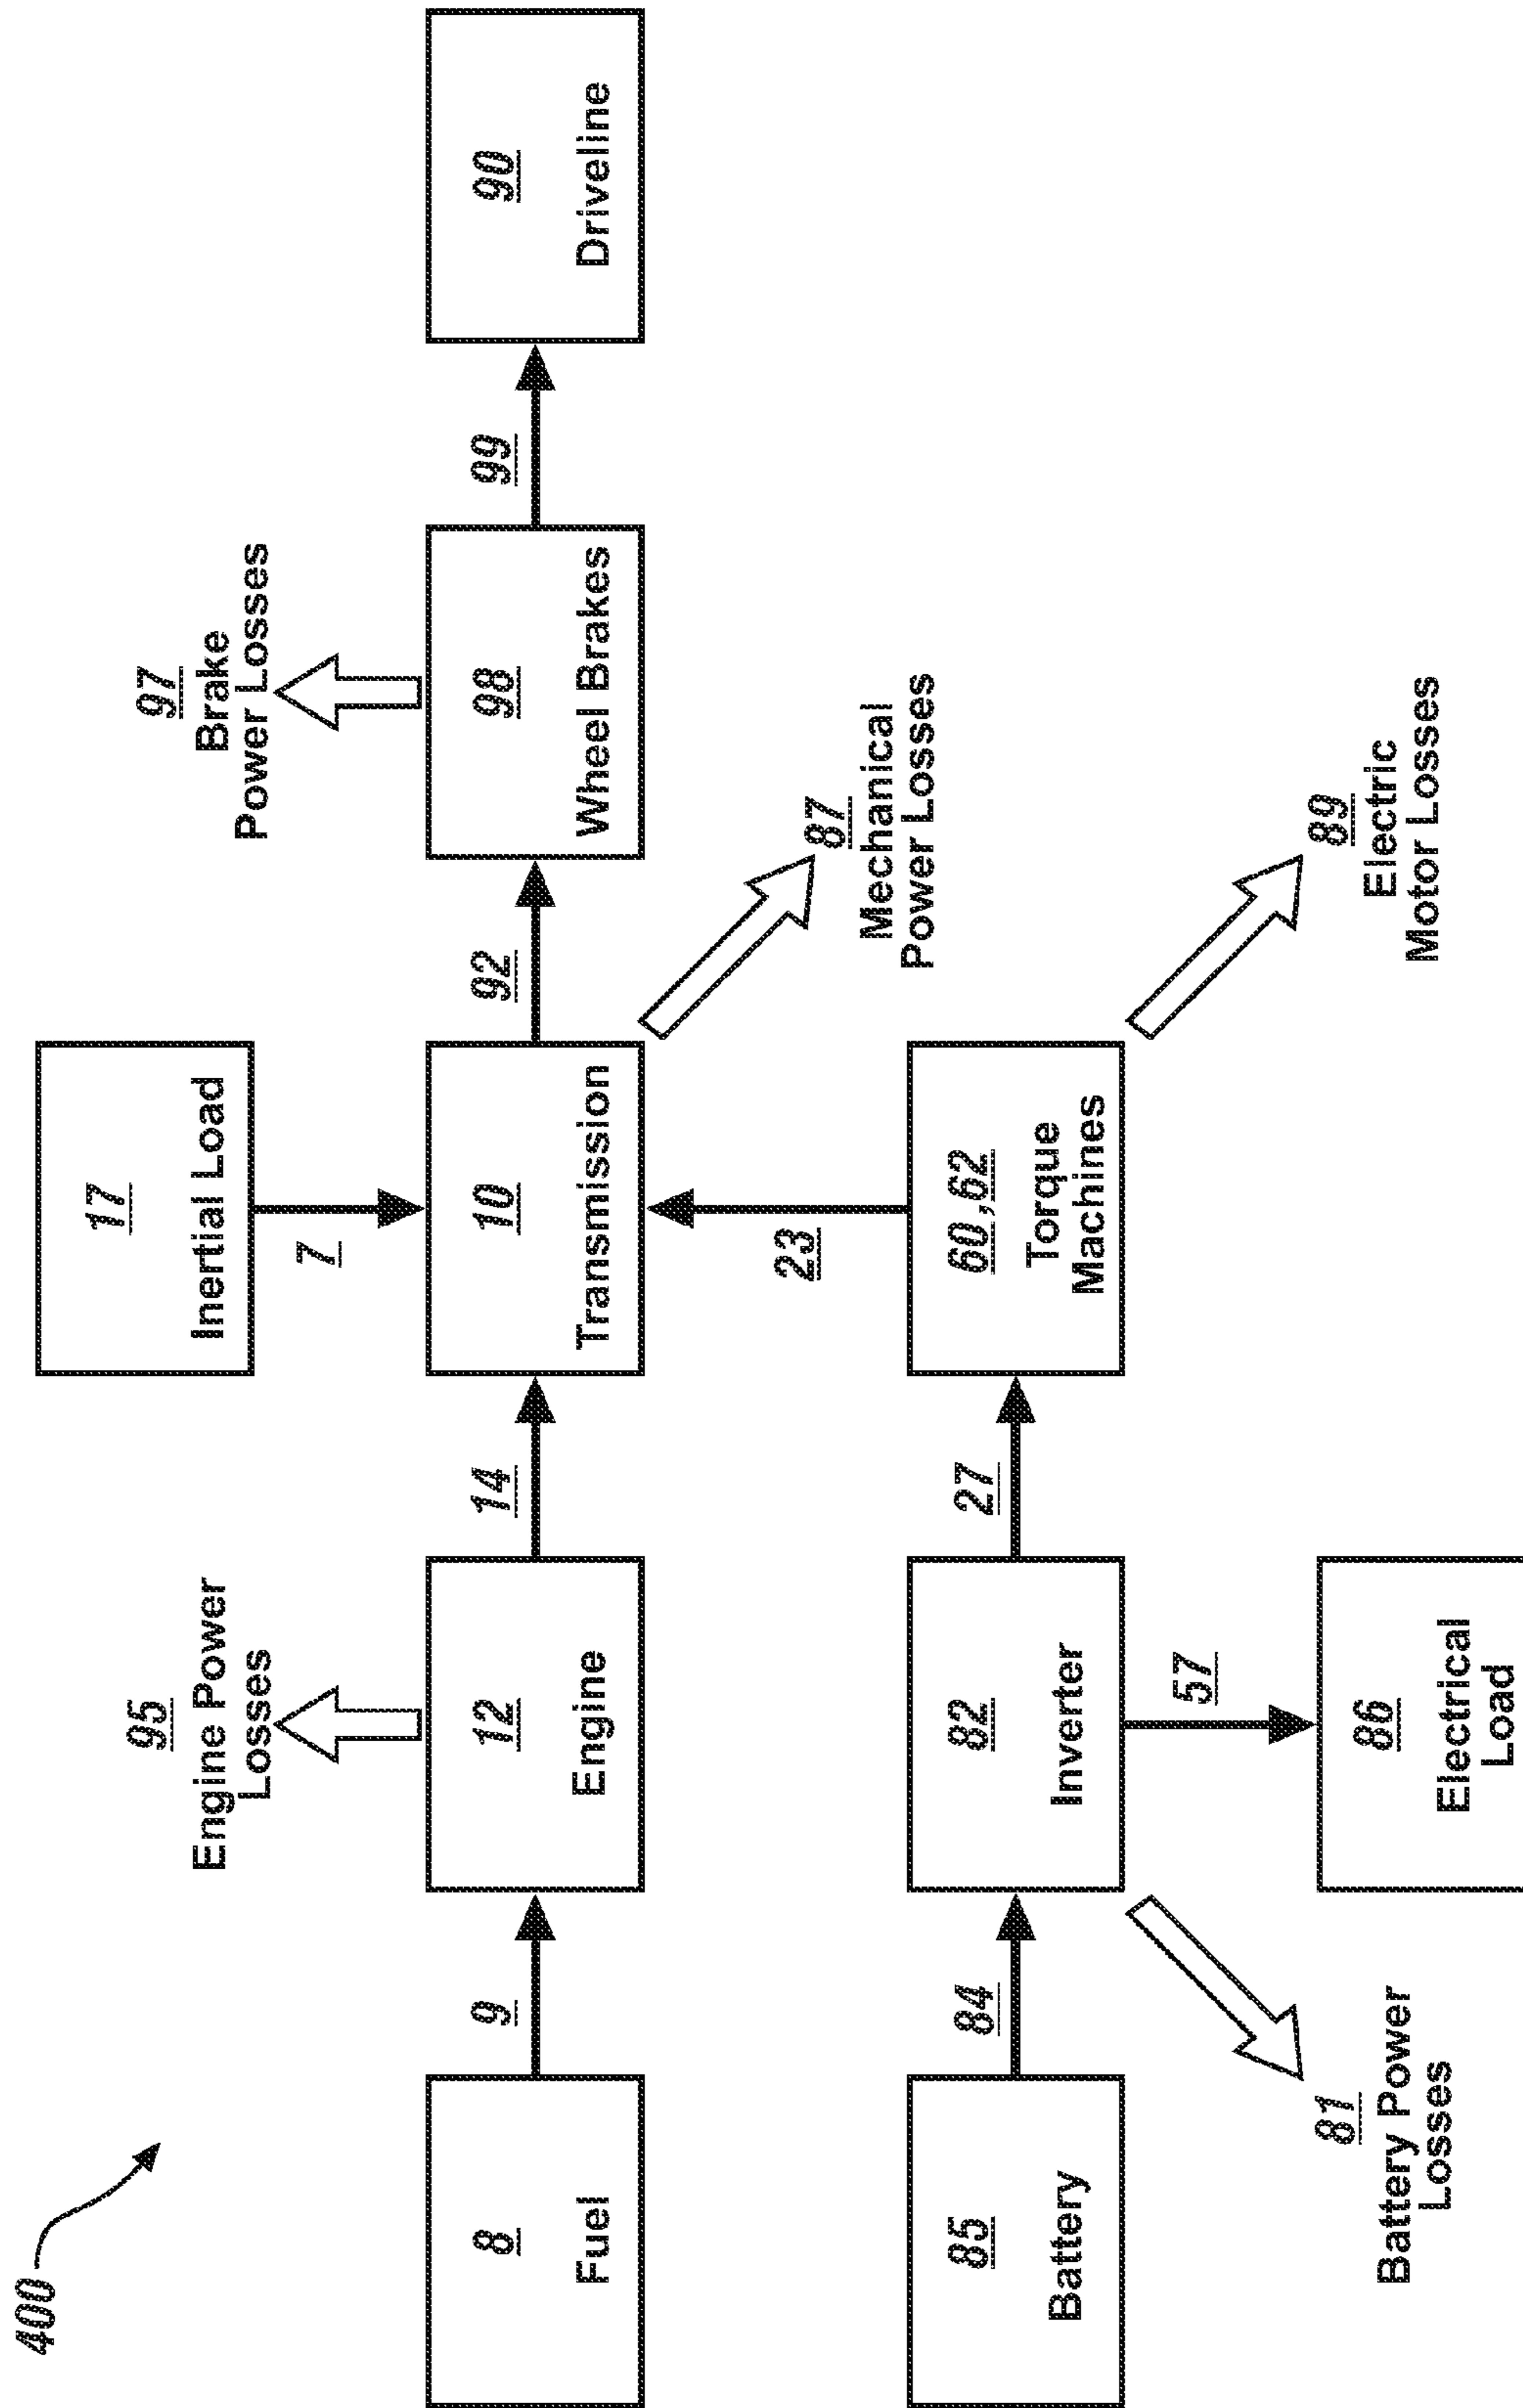 400
17
Inertial Load
7
95
Engine Power
Losses
97
Brake
Power Losses
8
Fuel
9
12
Engine
14
10
Transmission
92
98
Wheel Brakes
99
90
Driveline
23
87
Mechanical
Power Losses
85
Battery
84
82
Inverter
27
60,62
Torque
Machines
57
81
Battery Power
Losses
86
Electrical
Load
89
Electric
Motor Losses